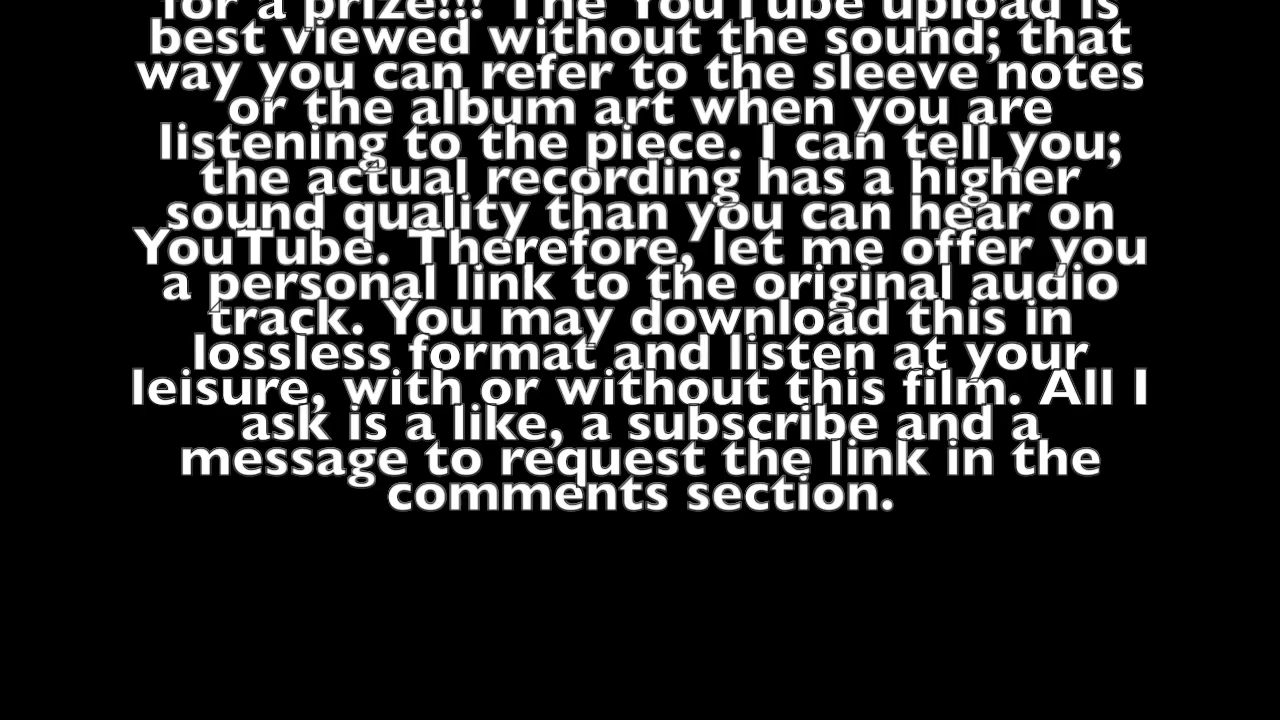 for a prize!!! The YouTube upload is
best viewed without the sound; that
way you can refer to the sleeve notes
or the album art when you are
listening to the piece. I can tell you;
the actual recording has a higher
sound quality than you can hear on
YouTube. Therefore, let me offer you
a personal link to the original audio
track. You may download this in
lossless format and listen at your
leisure, with or without this film. All I
ask is a like, a subscribe and a
message to request the link in the
comments section.